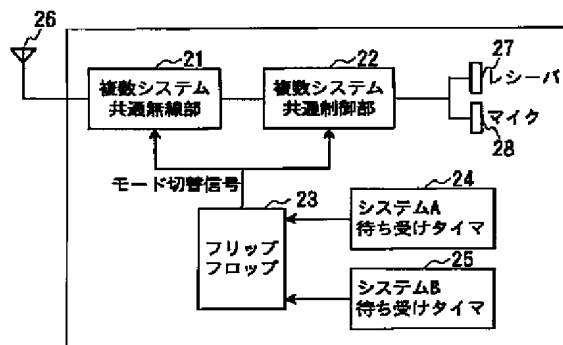 26
21
22
27
複数システム
共通無線部
複数システム
共通制御部
レシーバ
マイク
28
モード切替信号
23
24
フリップ
フロップ
システムA
待ち受けタイマ
25
システムB
待ち受けタイマ